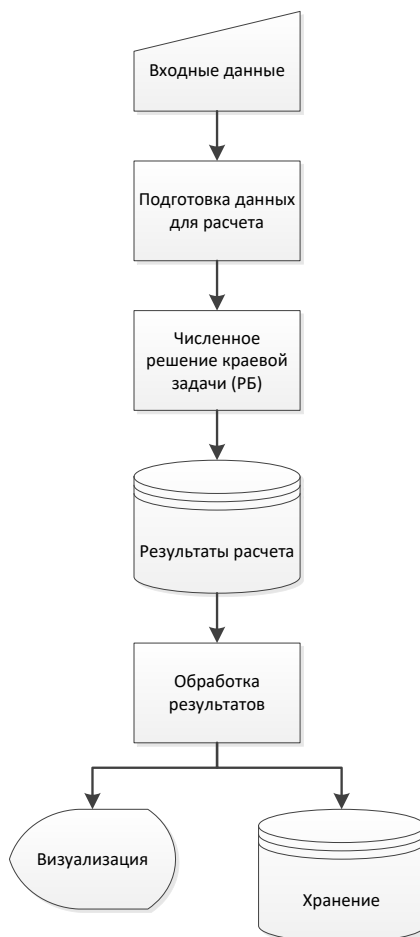 Входные данные
Подготовка данных
для расчета
Численное
решение краевой
задачи (РБ)
Результаты расчета
Обработка
результатов
Визуализация
Хранение